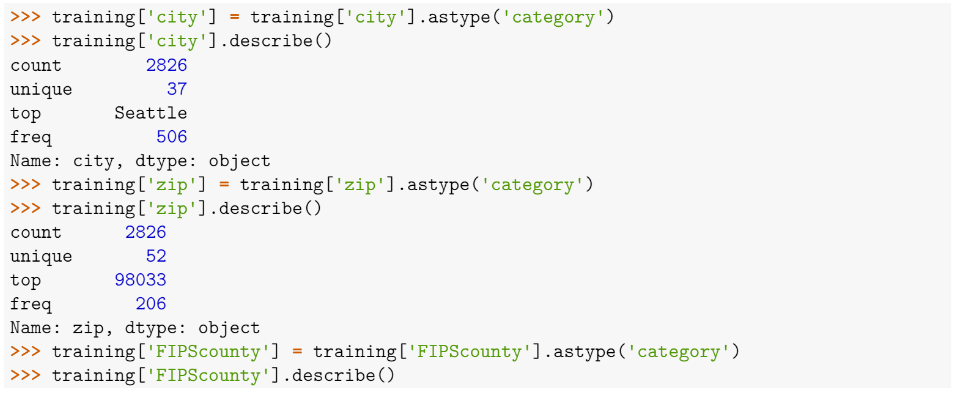 >>> training['city'] = training['city'].astype('category')
>>> training['city'].describe()
count        2826
unique         37
top       Seattle
freq          506
Name: city, dtype: object
>>> training['zip'] = training['zip'].astype('category')
>>> training['zip'].describe()
count      2826
unique       52
top       98033
freq        206
Name: zip, dtype: object
>>> training['FIPScounty'] = training['FIPScounty'].astype('category')
>>> training['FIPScounty'].describe()